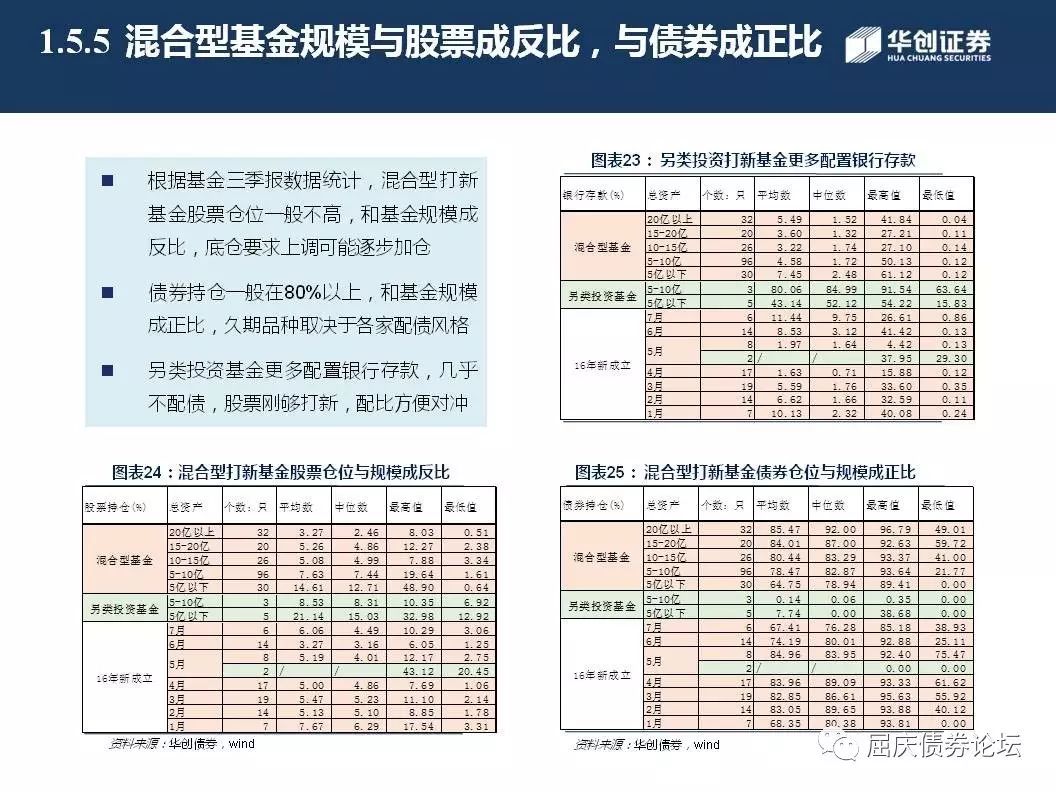 1.5.5 混合型基金规模与股票成反比，与债券成正比
华创证券
HUA CHUANG SECURITIES
■ 根据基金三季报数据统计，混合型打新
基金股票仓位一般不高，和基金规模成
反比，底仓要求上调可能逐步加仓
■ 债券持仓一般在80%以上，和基金规模
成正比，久期品种取决于各家配债风格
■ 另类投资基金更多配置银行存款，几乎
不配债，股票刚够打新，配比方便对冲
图表23：另类投资打新基金更多配置银行存款
银行存款(%) 总资产 个数：只 平均数 中位数 最高值 最低值
混合型基金 20亿以上 32 5.49 1.52 41.84 0.04
15-20亿 20 3.60 1.32 27.21 0.11
10-15亿 26 3.22 1.74 27.10 0.14
5-10亿 96 4.58 1.72 50.13 0.12
5亿以下 30 7.45 2.48 61.12 0.12
另类投资基金 5-10亿 3 80.06 84.99 91.54 63.64
5亿以下 5 43.14 52.12 54.22 15.83
16年新成立 7月 6 11.44 9.75 26.61 0.86
6月 14 8.53 3.12 41.42 0.13
5月 8 1.97 1.64 4.42 0.13
2 / / 37.95 29.30
4月 17 1.63 0.71 15.88 0.12
3月 19 5.59 1.76 33.60 0.35
2月 14 6.62 1.66 32.59 0.11
1月 7 10.13 2.32 40.08 0.24
图表24：混合型打新基金股票仓位与规模成反比
股票持仓(%) 总资产 个数：只 平均数 中位数 最高值 最低值
混合型基金 20亿以上 32 3.27 2.46 8.03 0.51
15-20亿 20 5.26 4.86 12.27 2.38
10-15亿 26 5.08 4.99 7.88 3.34
5-10亿 96 7.63 7.44 19.64 1.61
5亿以下 30 14.61 12.71 48.90 0.64
另类投资基金 5-10亿 3 8.53 8.31 10.35 6.92
5亿以下 5 21.14 15.03 32.98 12.92
16年新成立 7月 6 6.06 4.49 10.29 3.06
6月 14 3.27 3.16 6.05 1.25
5月 8 5.19 4.01 12.17 2.75
2 / / 43.12 20.45
4月 17 5.00 4.86 7.69 1.06
3月 19 5.47 5.23 11.10 2.14
2月 14 5.13 5.10 8.85 1.78
1月 7 7.67 6.29 17.54 3.31
资料来源：华创债券，wind
图表25：混合型打新基金债券仓位与规模成正比
债券持仓(%) 总资产 个数：只 平均数 中位数 最高值 最低值
混合型基金 20亿以上 32 85.47 92.00 96.79 49.01
15-20亿 20 84.01 87.00 92.63 59.72
10-15亿 26 80.44 83.29 93.37 41.00
5-10亿 96 78.47 82.87 93.64 21.77
5亿以下 30 64.75 78.94 89.41 0.00
另类投资基金 5-10亿 3 0.14 0.06 0.35 0.00
5亿以下 5 7.74 0.00 38.68 0.00
16年新成立 7月 6 67.41 76.28 85.18 38.93
6月 14 74.19 80.01 92.88 25.11
5月 8 84.96 83.95 92.40 75.47
2 / / 0.00 0.00
4月 17 83.96 89.09 93.33 61.62
3月 19 82.85 86.61 95.63 55.92
2月 14 83.05 89.65 93.88 40.12
1月 7 68.35 80.38 93.81 0.00
资料来源：华创债券，wind
屈庆债券论坛